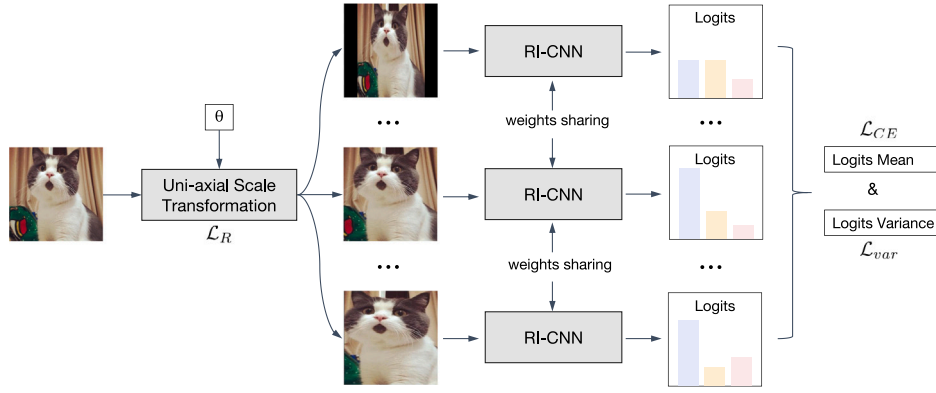 θ
Uni-axial Scale
Transformation
ℒ_R
RI-CNN
Logits
...
weights sharing
...
RI-CNN
Logits
...
weights sharing
...
RI-CNN
Logits
ℒ_CE
Logits Mean
&
Logits Variance
ℒ_var